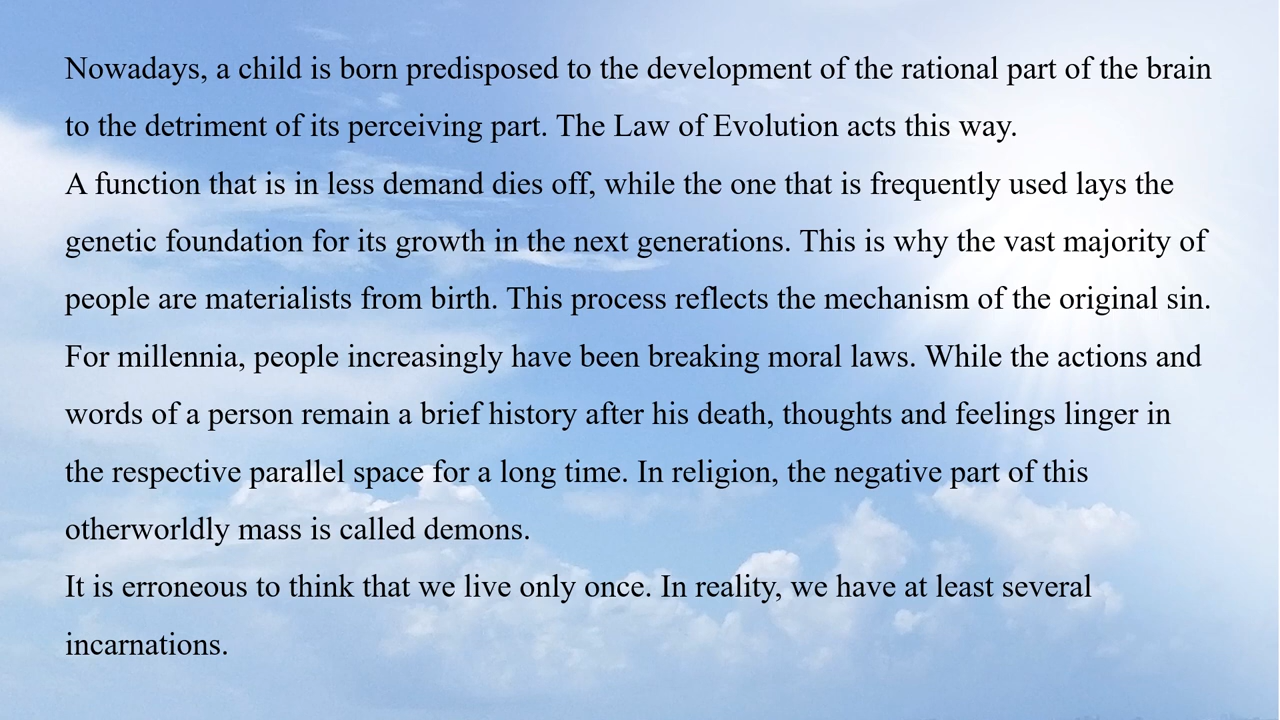 Nowadays, a child is born predisposed to the development of the rational part of the brain
to the detriment of its perceiving part. The Law of Evolution acts this way.
A function that is in less demand dies off, while the one that is frequently used lays the
genetic foundation for its growth in the next generations. This is why the vast majority of
people are materialists from birth. This process reflects the mechanism of the original sin.
For millennia, people increasingly have been breaking moral laws. While the actions and
words of a person remain a brief history after his death, thoughts and feelings linger in
the respective parallel space for a long time. In religion, the negative part of this
otherworldly mass is called demons.
It is erroneous to think that we live only once. In reality, we have at least several
incarnations.